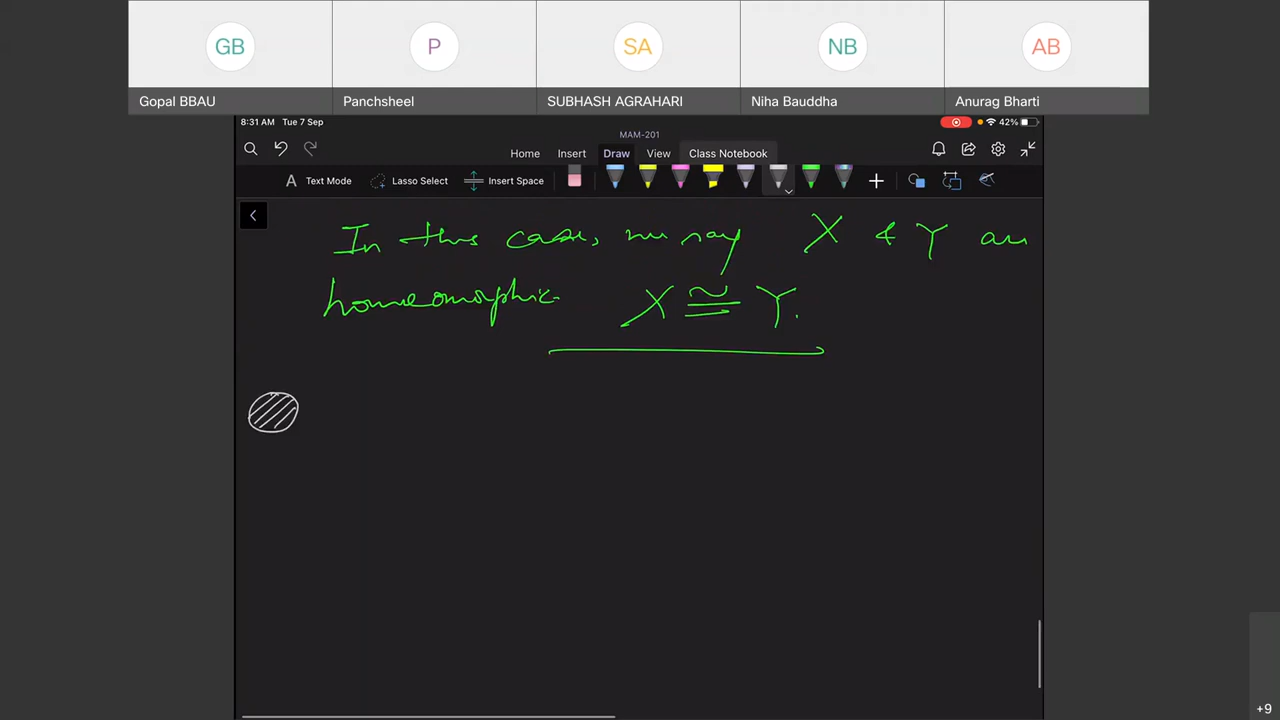 GB P SA NB AB
Gopal BBAU Panchsheel SUBHASH AGRAHARI Niha Bauddha Anurag Bharti
8:31 AM Tue 7 Sep 42%
MAM-201
Home Insert Draw View Class Notebook
A Text Mode Lasso Select Insert Space
In this case, we say X & Y are
homeomorphic X ≅ Y.
+9